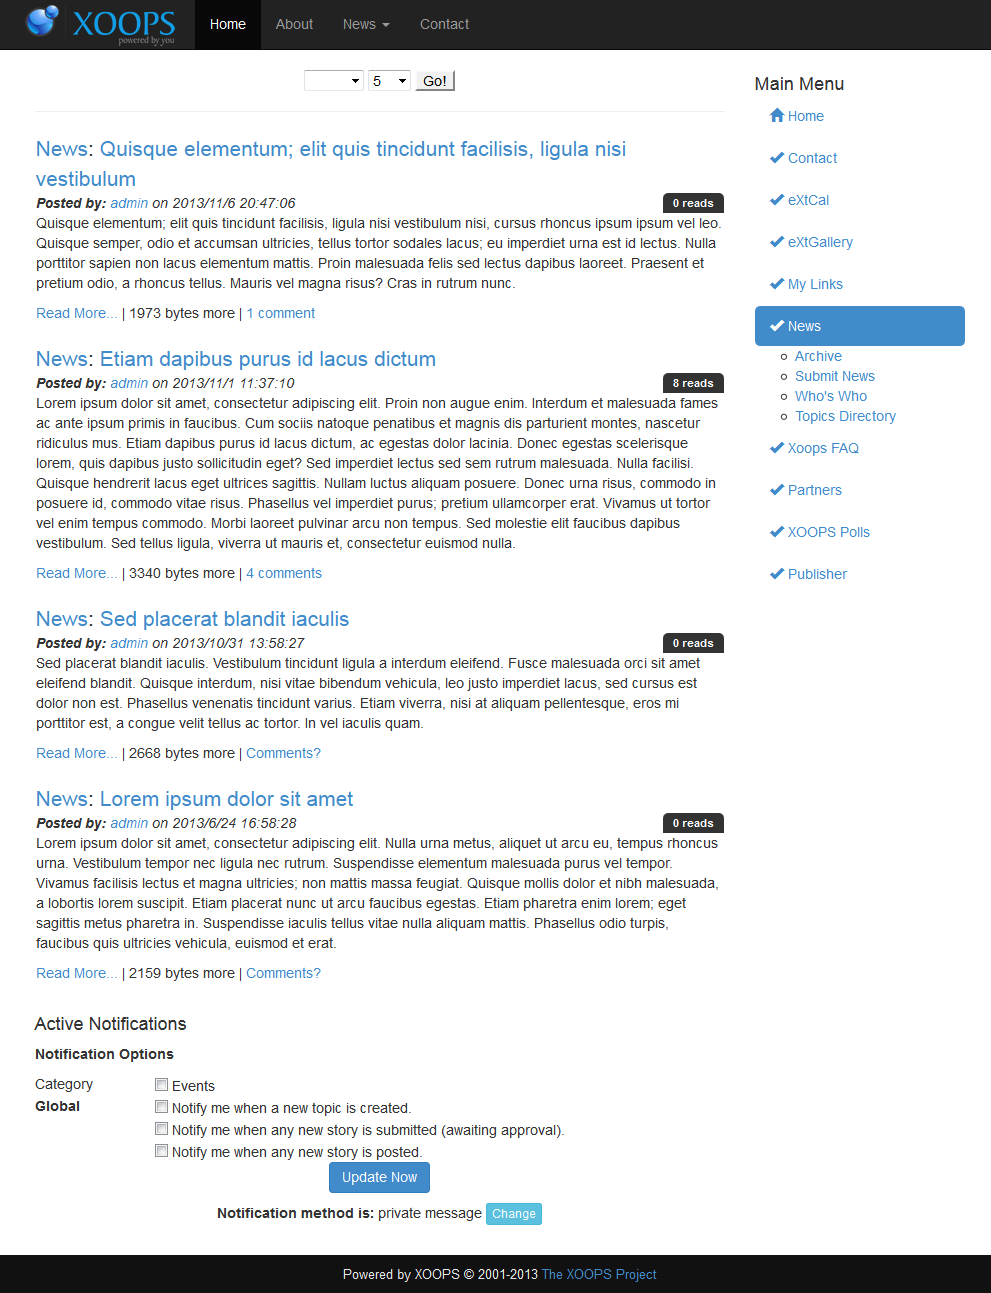 XOOPS
powered by you
Home About News Contact
5 Go!
News: Quisque elementum; elit quis tincidunt facilisis, ligula nisi
vestibulum
Posted by: admin on 2013/11/6 20:47:06
0 reads
Quisque elementum; elit quis tincidunt facilisis, ligula nisi vestibulum nisi, cursus rhoncus ipsum ipsum vel leo.
Quisque semper, odio et accumsan ultricies, tellus tortor sodales lacus; eu imperdiet urna est id lectus. Nulla
porttitor sapien non lacus elementum mattis. Proin malesuada felis sed lectus dapibus laoreet. Praesent et
pretium odio, a rhoncus tellus. Mauris vel magna risus? Cras in rutrum nunc.
Read More... | 1973 bytes more | 1 comment
News: Etiam dapibus purus id lacus dictum
Posted by: admin on 2013/11/1 11:37:10
8 reads
Lorem ipsum dolor sit amet, consectetur adipiscing elit. Proin non augue enim. Interdum et malesuada fames
ac ante ipsum primis in faucibus. Cum sociis natoque penatibus et magnis dis parturient montes, nascetur
ridiculus mus. Etiam dapibus purus id lacus dictum, ac egestas dolor lacinia. Donec egestas scelerisque
lorem, quis dapibus justo sollicitudin eget? Sed imperdiet lectus sed sem rutrum malesuada. Nulla facilisi.
Quisque hendrerit lacus eget ultrices sagittis. Nullam luctus aliquam posuere. Donec urna risus, commodo in
posuere id, commodo vitae risus. Phasellus vel imperdiet purus; pretium ullamcorper erat. Vivamus ut tortor
vel enim tempus commodo. Morbi laoreet pulvinar arcu non tempus. Sed molestie elit faucibus dapibus
vestibulum. Sed tellus ligula, viverra ut mauris et, consectetur euismod nulla.
Read More... | 3340 bytes more | 4 comments
News: Sed placerat blandit iaculis
Posted by: admin on 2013/10/31 13:58:27
0 reads
Sed placerat blandit iaculis. Vestibulum tincidunt ligula a interdum eleifend. Fusce malesuada orci sit amet
eleifend blandit. Quisque interdum, nisi vitae bibendum vehicula, leo justo imperdiet lacus, sed cursus est
dolor non est. Phasellus venenatis tincidunt varius. Etiam viverra, nisi at aliquam pellentesque, eros mi
porttitor est, a congue velit tellus ac tortor. In vel iaculis quam.
Read More... | 2668 bytes more | Comments?
News: Lorem ipsum dolor sit amet
Posted by: admin on 2013/6/24 16:58:28
0 reads
Lorem ipsum dolor sit amet, consectetur adipiscing elit. Nulla urna metus, aliquet ut arcu eu, tempus rhoncus
urna. Vestibulum tempor nec ligula nec rutrum. Suspendisse elementum malesuada purus vel tempor.
Vivamus facilisis lectus et magna ultricies; non mattis massa feugiat. Quisque mollis dolor et nibh malesuada,
a lobortis lorem suscipit. Etiam placerat nunc ut arcu faucibus egestas. Etiam pharetra enim lorem; eget
sagittis metus pharetra in. Suspendisse iaculis tellus vitae nulla aliquam mattis. Phasellus odio turpis,
faucibus quis ultricies vehicula, euismod et erat.
Read More... | 2159 bytes more | Comments?
Active Notifications
Notification Options
Category Events
Global Notify me when a new topic is created.
Notify me when any new story is submitted (awaiting approval).
Notify me when any new story is posted.
Update Now
Notification method is: private message Change
Main Menu
Home
Contact
eXtCal
eXtGallery
My Links
News
Archive
Submit News
Who's Who
Topics Directory
Xoops FAQ
Partners
XOOPS Polls
Publisher
Powered by XOOPS © 2001-2013 The XOOPS Project